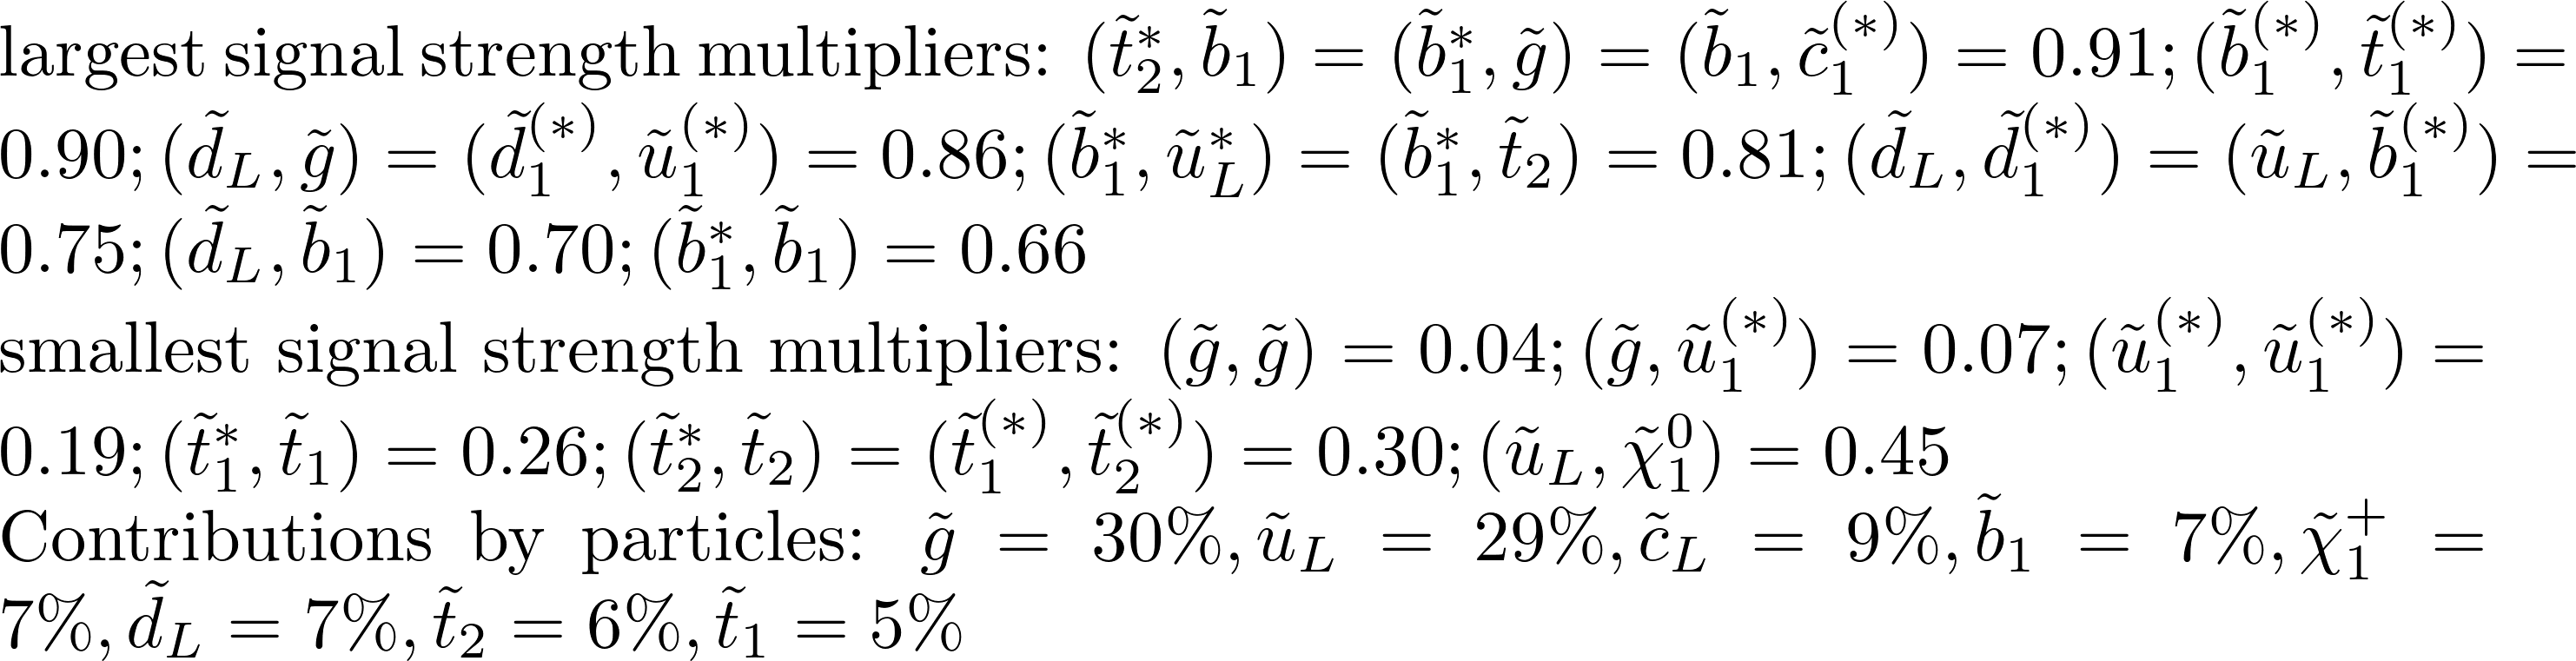 largest signal strength multipliers: $(\tilde{t}_2^*, \tilde{b}_1) = (\tilde{b}_1^*, \tilde{g}) = (\tilde{b}_1, \tilde{c}_1^{(*)}) = 0.91; (\tilde{b}_1^{(*)}, \tilde{t}_1^{(*)}) =$
$0.90; (\tilde{d}_L, \tilde{g}) = (\tilde{d}_1^{(*)}, \tilde{u}_1^{(*)}) = 0.86; (\tilde{b}_1^*, \tilde{u}_L^*) = (\tilde{b}_1^*, \tilde{t}_2) = 0.81; (\tilde{d}_L, \tilde{d}_1^{(*)}) = (\tilde{u}_L, \tilde{b}_1^{(*)}) =$
$0.75; (\tilde{d}_L, \tilde{b}_1) = 0.70; (\tilde{b}_1^*, \tilde{b}_1) = 0.66$
smallest signal strength multipliers: $(\tilde{g}, \tilde{g}) = 0.04; (\tilde{g}, \tilde{u}_1^{(*)}) = 0.07; (\tilde{u}_1^{(*)}, \tilde{u}_1^{(*)}) =$
$0.19; (\tilde{t}_1^*, \tilde{t}_1) = 0.26; (\tilde{t}_2^*, \tilde{t}_2) = (\tilde{t}_1^{(*)}, \tilde{t}_2^{(*)}) = 0.30; (\tilde{u}_L, \tilde{\chi}_1^0) = 0.45$
Contributions by particles: $\tilde{g} = 30\%, \tilde{u}_L = 29\%, \tilde{c}_L = 9\%, \tilde{b}_1 = 7\%, \tilde{\chi}_1^+ =$
$7\%, \tilde{d}_L = 7\%, \tilde{t}_2 = 6\%, \tilde{t}_1 = 5\%$